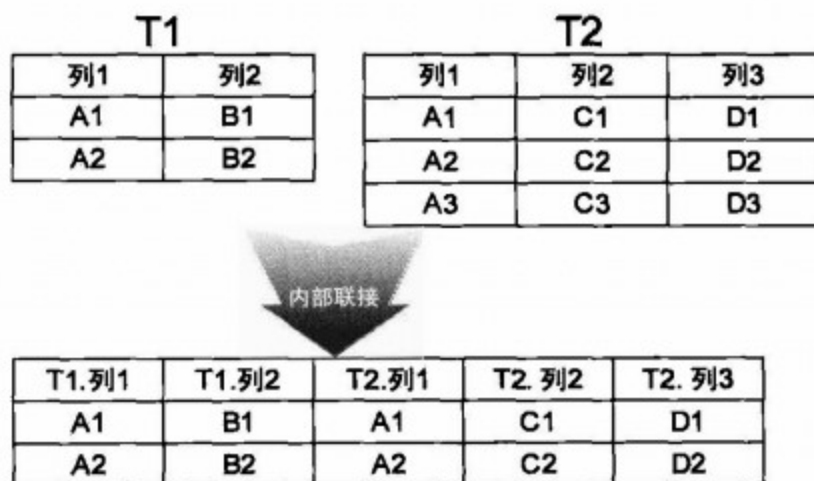 T1 T2
列1 列2 列1 列2 列3
A1 B1 A1 C1 D1
A2 B2 A2 C2 D2
A3 C3 D3
内部联接
T1.列1 T1.列2 T2.列1 T2. 列2 T2. 列3
A1 B1 A1 C1 D1
A2 B2 A2 C2 D2